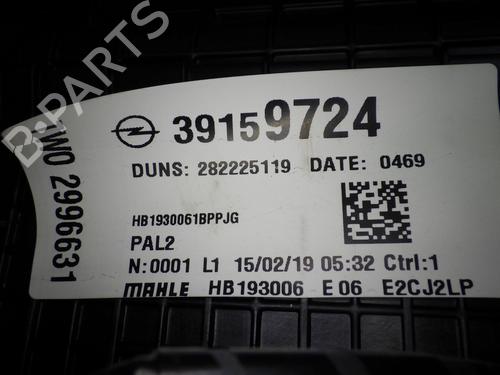 39159724
DUNS: 282225119 DATE: 0469
HB1930061BPPJG
PAL2
N:0001 L1 15/02/19 05:32 Ctrl:1
MAHLE HB193006 E 06 E2CJ2LP
TWO 2996631
B-PARTS